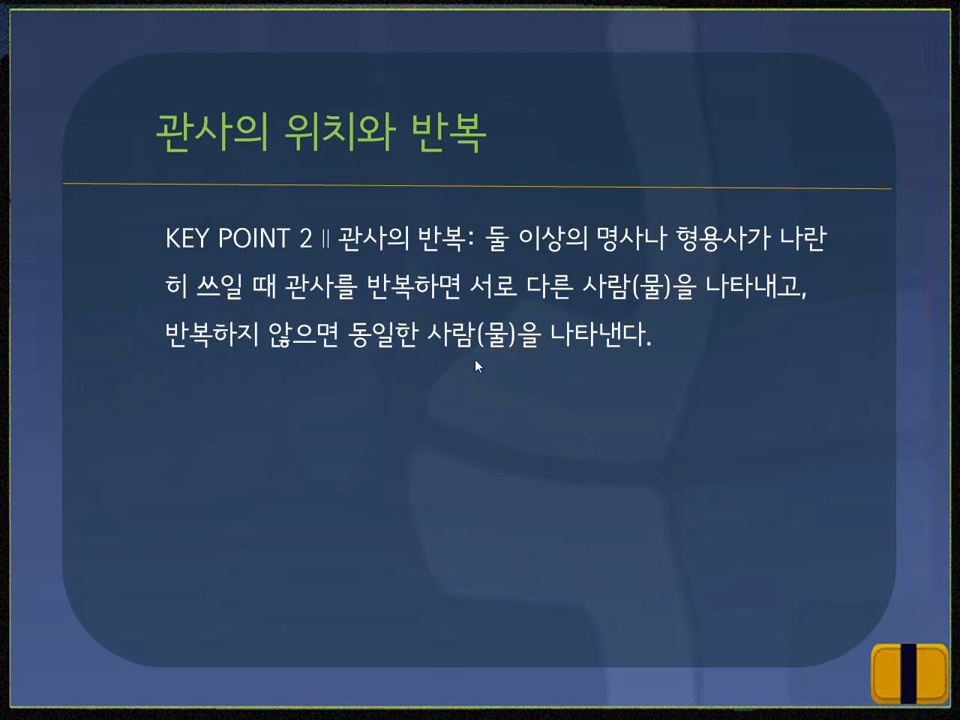 관사의 위치와 반복
KEY POINT 2 || 관사의 반복: 둘 이상의 명사나 형용사가 나란
히 쓰일 때 관사를 반복하면 서로 다른 사람(물)을 나타내고,
반복하지 않으면 동일한 사람(물)을 나타낸다.